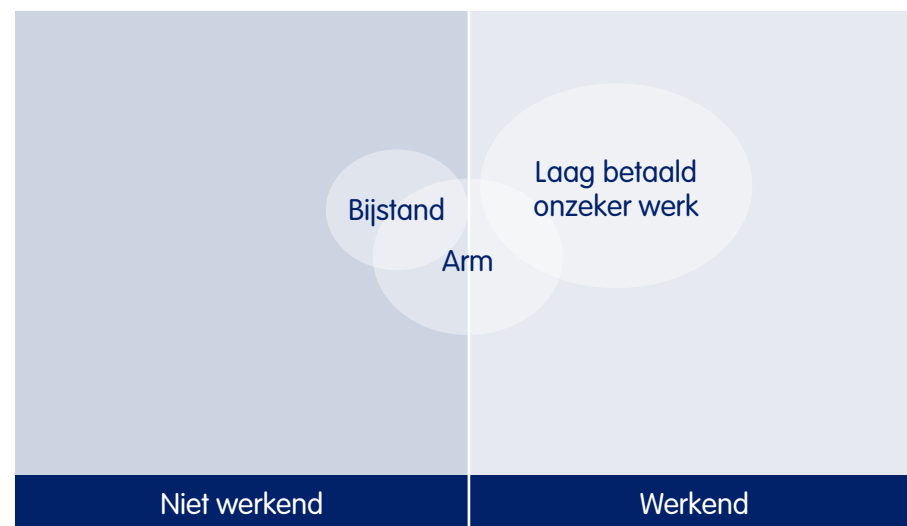 Laag betaald
onzeker werk
Bijstand
Arm
Niet werkend
Werkend